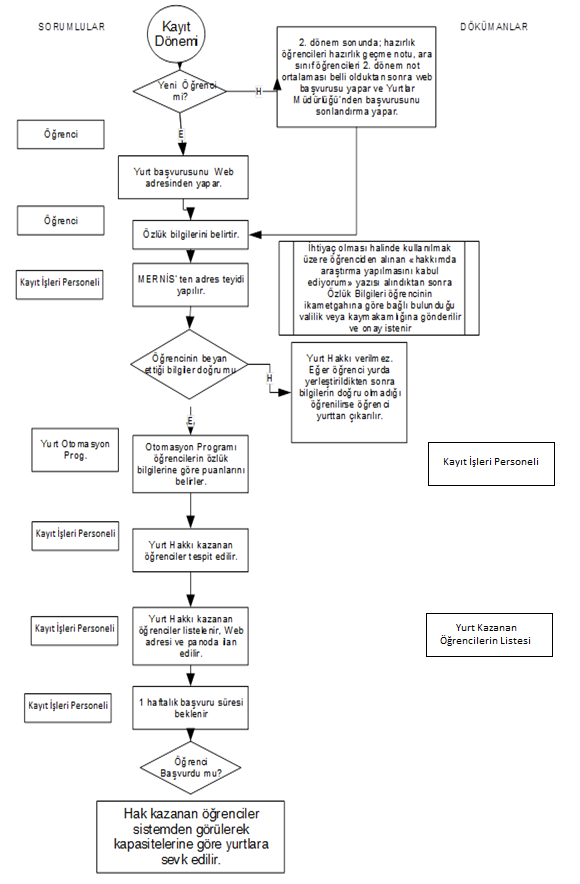 SORUMLULAR
Kayıt
Dönemi
DÖKÜMANLAR
Yeni Öğrenci
mi?
H
2. dönem sonunda; hazırlık
öğrencileri hazırlık geçme notu, ara
sınıf öğrencileri 2. dönem not
ortalaması belli olduktan sonra web
başvurusu yapar ve Yurtlar
Müdürlüğü'nden başvurusunu
sonlandırma yapar.
Öğrenci
E
Yurt başvurusunu Web
adresinden yapar.
Öğrenci
Özlük bilgilerini belirtir.
Kayıt İşleri Personeli
MERNİS' ten adres teyidi
yapılır.
İhtiyaç olması halinde kullanılmak
üzere öğrenciden alınan « hakkımda
araştırma yapılmasını kabul
ediyorum» yazısı alındıktan sonra
Özlük Bilgileri öğrencinin
ikametgahına göre bağlı bulunduğu
valilik veya kaymakamlığına gönderilir
ve onay istenir
Öğrencinin beyan
ettiği bilgiler doğru mu
H
Yurt Hakkı verilmez.
Eğer öğrenci yurda
yerleştirildikten sonra
bilgilerin doğru olmadığı
öğrenilirse öğrenci
yurttan çıkarılır.
E
Yurt Otomasyon
Prog.
Otomasyon Programı
öğrencilerin özlük
bilgilerine göre puanlarını
belirler.
Kayıt İşleri Personeli
Kayıt İşleri Personeli
Yurt Hakkı kazanan
öğrenciler tespit edilir.
Kayıt İşleri Personeli
Yurt Hakkı kazanan
öğrenciler listelenir, Web
adresi ve panoda ilan
edilir.
Yurt Kazanan
Öğrencilerin Listesi
Kayıt İşleri Personeli
1 haftalık başvuru süresi
beklenir
Öğrenci
Başvurdu mu?
Hak kazanan öğrenciler
sistemden görülerek
kapasitelerine göre yurtlara
sevk edilir.